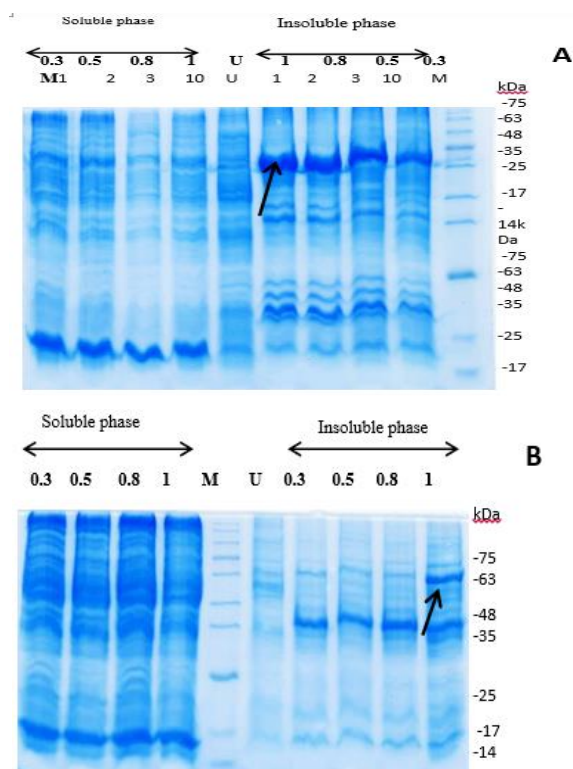 Soluble phase
Insoluble phase
0.3 0.5 0.8 1 U 1 0.8 0.5 0.3
M1 2 3 10 U 1 2 3 10 M
A
kDa
-75
-63
-48
-35
-25
-17
-
14k
Da
-75
-63
-48
-35
-25
-17
Soluble phase
Insoluble phase
B
0.3 0.5 0.8 1 M U 0.3 0.5 0.8 1
kDa
-75
-63
-48
-35
-25
-17
-14